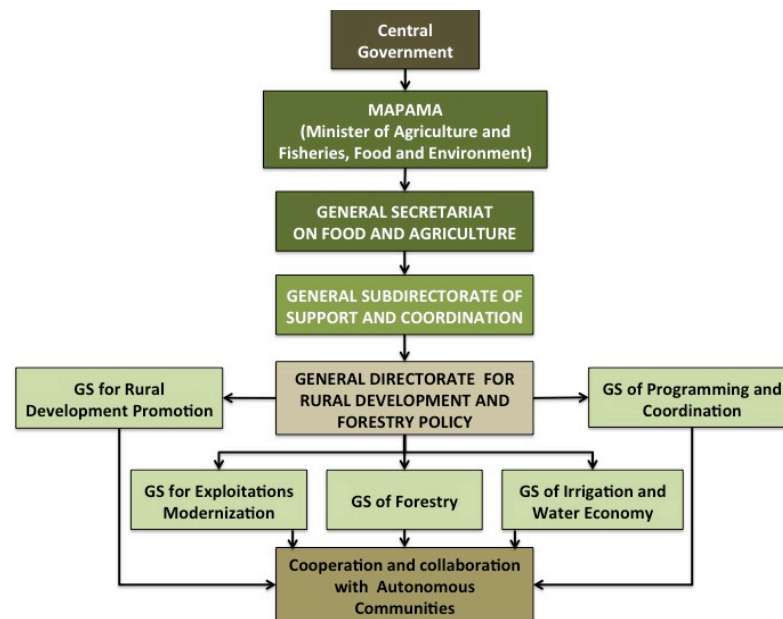 Central
Government
MAPAMA
(Minister of Agriculture and
Fisheries, Food and Environment)
GENERAL SECRETARIAT
ON FOOD AND AGRICULTURE
GENERAL SUBDIRECTORATE OF
SUPPORT AND COORDINATION
GENERAL DIRECTORATE FOR
RURAL DEVELOPMENT AND
FORESTRY POLICY
GS for Rural
Development Promotion
GS of Programming and
Coordination
GS for Exploitations
Modernization
GS of Forestry
GS of Irrigation and
Water Economy
Cooperation and collaboration
with Autonomous
Communities